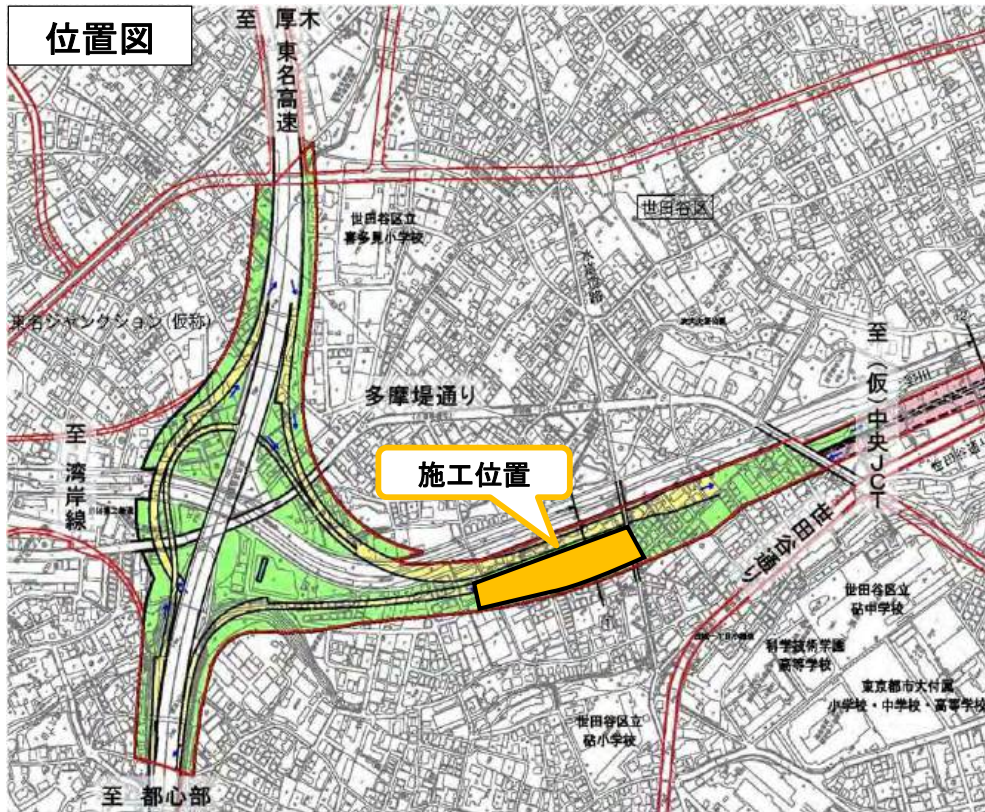 位置図
至 厚木
東名高速
世田谷区立
喜多見小学校
世田谷区
東名ジャンクション(仮称)
多摩堤通り
至 (仮)中央JCT
至 湾岸線
施工位置
世田谷通り
世田谷区立
砧中学校
科学技術学園
高等学校
東京都市大付属
小学校・中学校・高等学校
世田谷区立
砧小学校
至 都心部